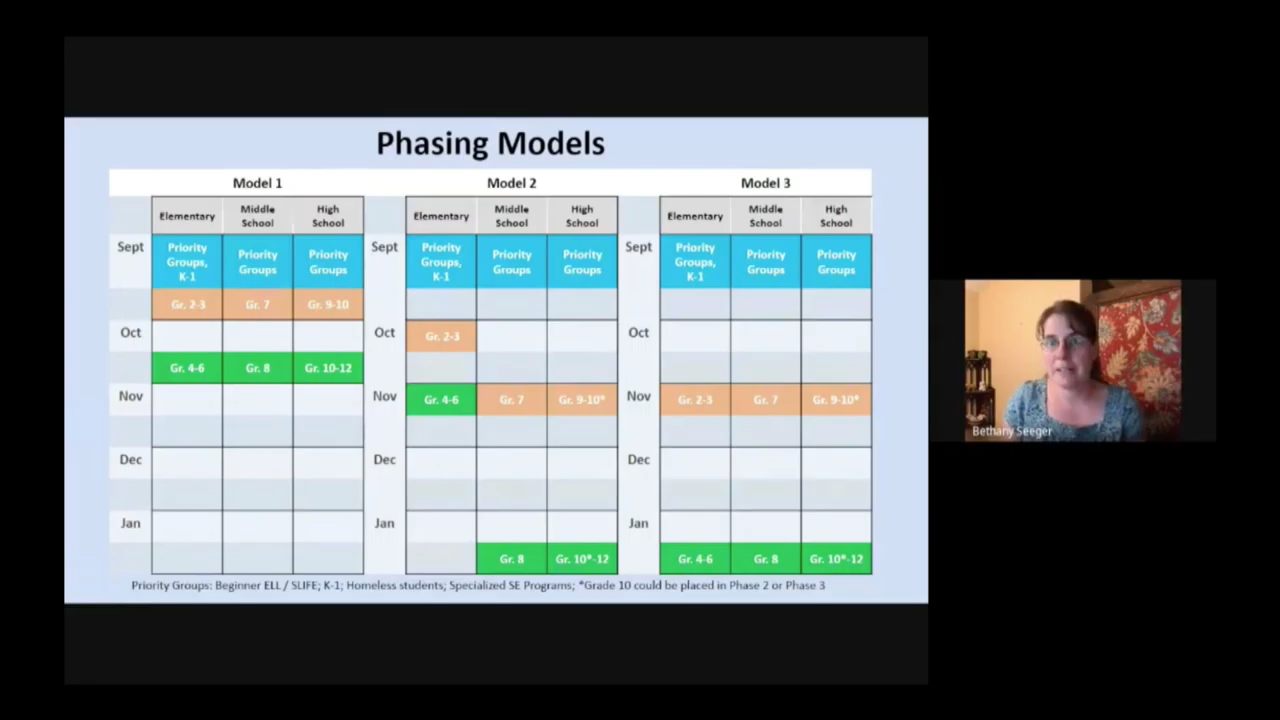 Phasing Models
Model 1 Model 2 Model 3
Elementary Middle School High School Elementary Middle School High School Elementary Middle School High School
Sept Priority Groups, K-1 Priority Groups Priority Groups Sept Priority Groups, K-1 Priority Groups Priority Groups Sept Priority Groups, K-1 Priority Groups Priority Groups
Gr. 2-3 Gr. 7 Gr. 9-10
Oct Oct Gr. 2-3 Oct
Gr. 4-6 Gr. 8 Gr. 10-12
Nov Nov Gr. 4-6 Gr. 7 Gr. 9-10* Nov Gr. 2-3 Gr. 7 Gr. 9-10*
Dec Dec Dec
Jan Jan Jan
Gr. 8 Gr. 10*-12 Gr. 4-6 Gr. 8 Gr. 10*-12
Priority Groups: Beginner ELL / SLIFE; K-1; Homeless students; Specialized SE Programs; *Grade 10 could be placed in Phase 2 or Phase 3
Bethany Seeger